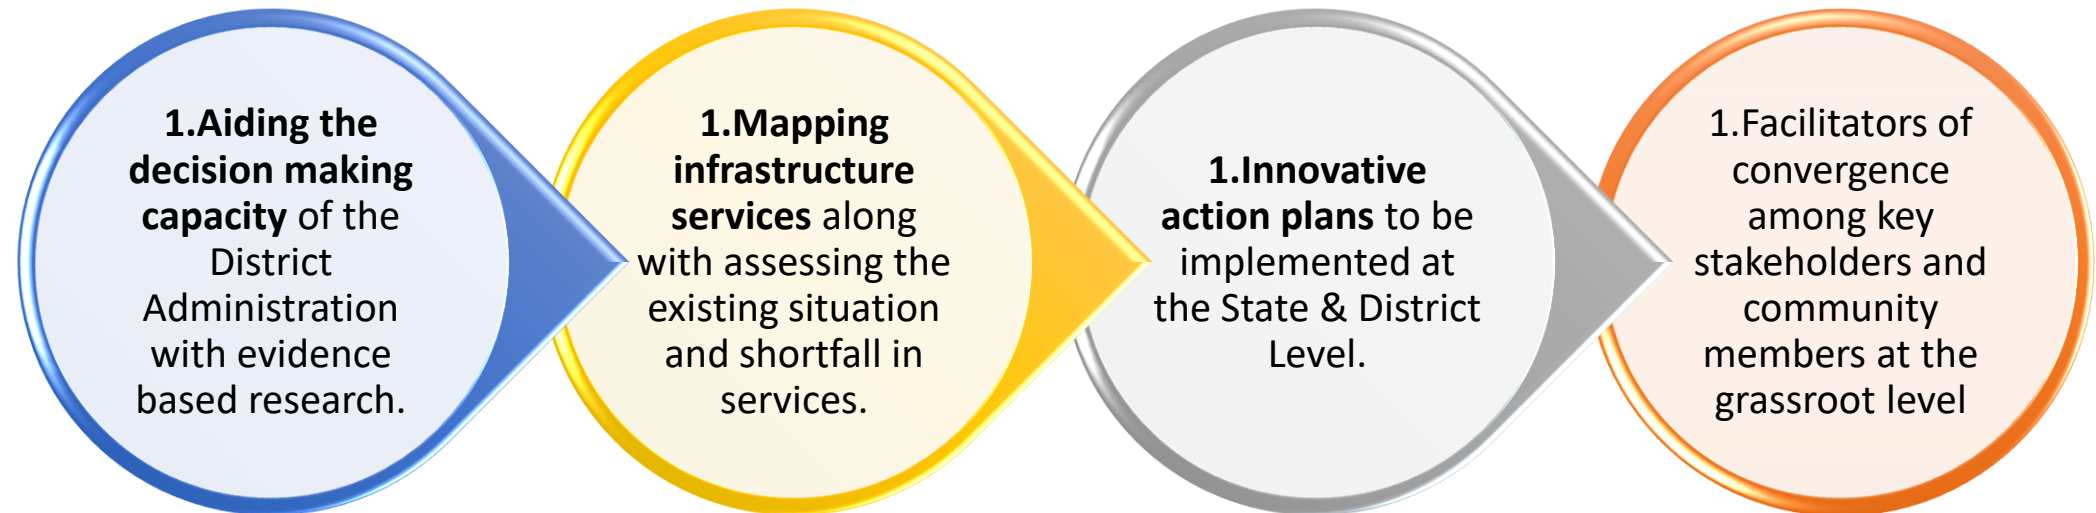 1.Aiding the
decision making
capacity of the
District
Administration
with evidence
based research.
1.Mapping
infrastructure
services along
with assessing the
existing situation
and shortfall in
services.
1.Innovative
action plans to be
implemented at
the State & District
Level.
1.Facilitators of
convergence
among key
stakeholders and
community
members at the
grassroot level